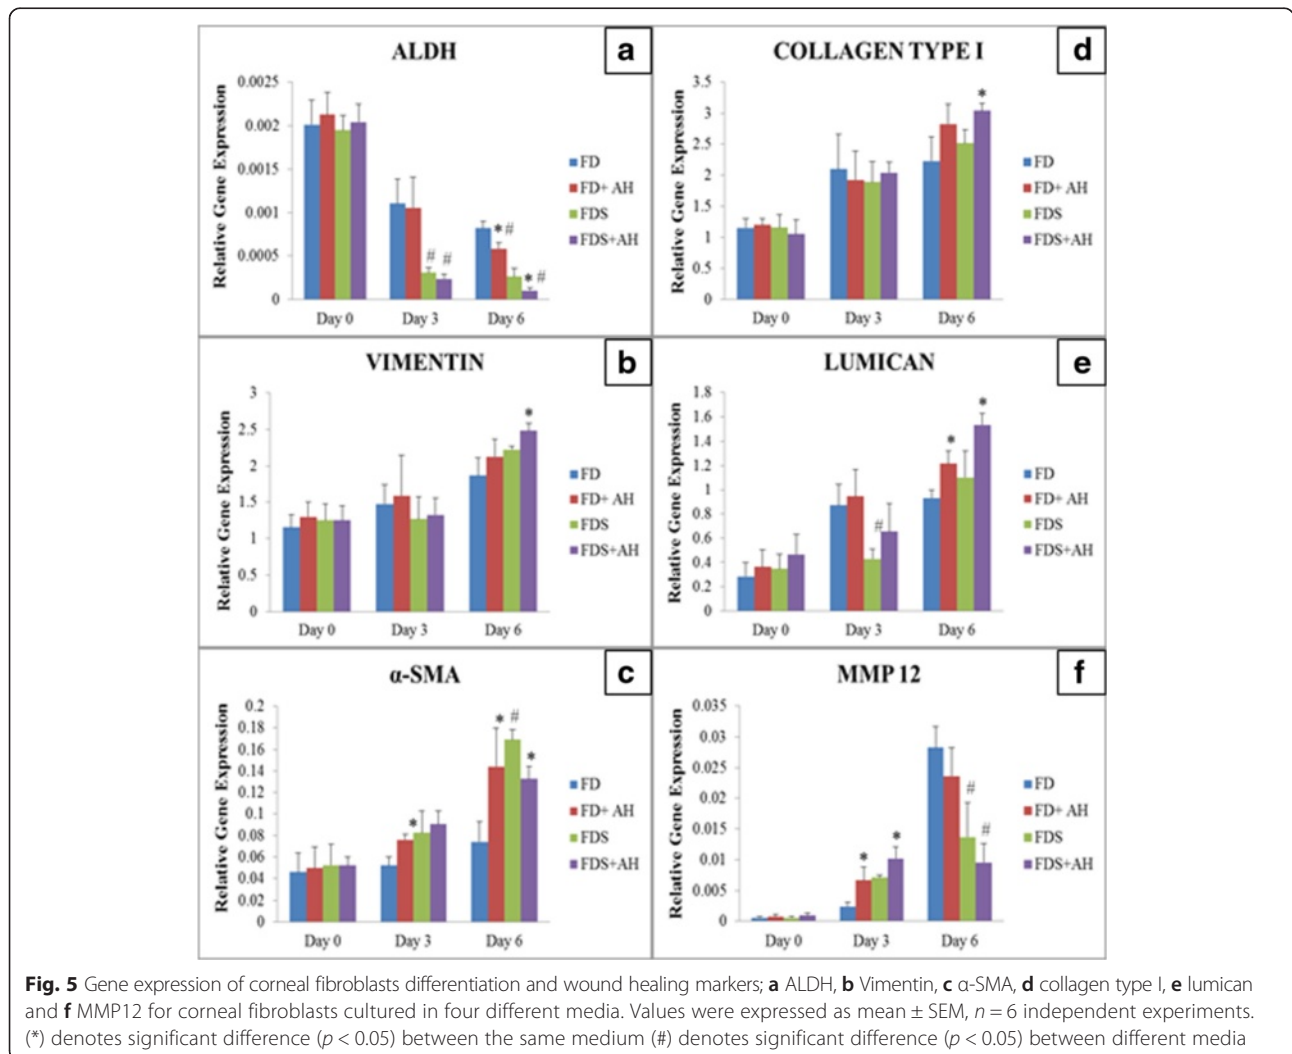 ALDH
a
Relative Gene Expression
0.0025
0.002
0.0015
0.001
0.0005
0
# #
* #
* #
Day 0 Day 3 Day 6
FD
FD+ AH
FDS
FDS+AH
COLLAGEN TYPE I
d
Relative Gene Expression
3.5
3
2.5
2
1.5
1
0.5
0
*
Day 0 Day 3 Day 6
FD
FD+ AH
FDS
FDS+AH
VIMENTIN
b
Relative Gene Expression
3
2.5
2
1.5
1
0.5
0
*
Day 0 Day 3 Day 6
FD
FD+ AH
FDS
FDS+AH
LUMICAN
e
Relative Gene Expression
1.8
1.6
1.4
1.2
1
0.8
0.6
0.4
0.2
0
# * *
Day 0 Day 3 Day 6
FD
FD+ AH
FDS
FDS+AH
α-SMA
c
Relative Gene Expression
0.2
0.18
0.16
0.14
0.12
0.1
0.08
0.06
0.04
0.02
0
* * # *
Day 0 Day 3 Day 6
FD
FD+ AH
FDS
FDS+AH
MMP 12
f
Relative Gene Expression
0.035
0.03
0.025
0.02
0.015
0.01
0.005
0
* * # #
Day 0 Day 3 Day 6
FD
FD+ AH
FDS
FDS+AH
Fig. 5 Gene expression of corneal fibroblasts differentiation and wound healing markers; a ALDH, b Vimentin, c α-SMA, d collagen type I, e lumican
and f MMP12 for corneal fibroblasts cultured in four different media. Values were expressed as mean ± SEM, n = 6 independent experiments.
(*) denotes significant difference (p < 0.05) between the same medium (#) denotes significant difference (p < 0.05) between different media